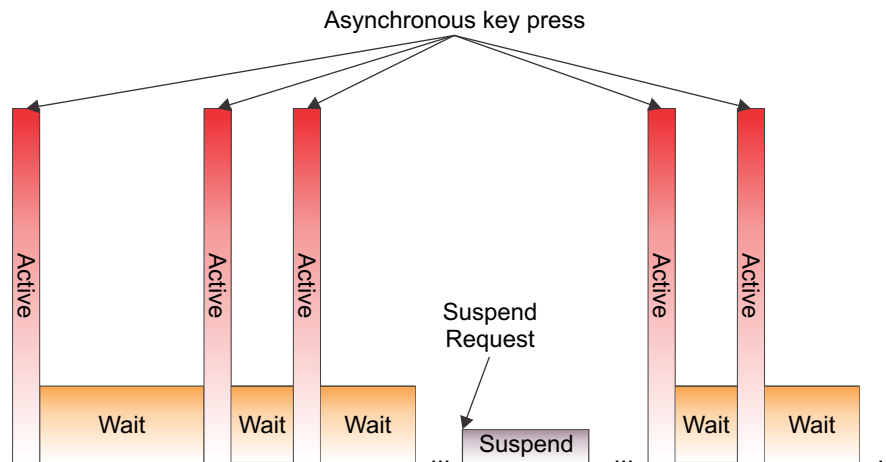 Asynchronous key press
Active
Active
Active
Active
Active
Suspend
Request
Wait
Wait
Wait
...
Suspend
...
Wait
Wait
.